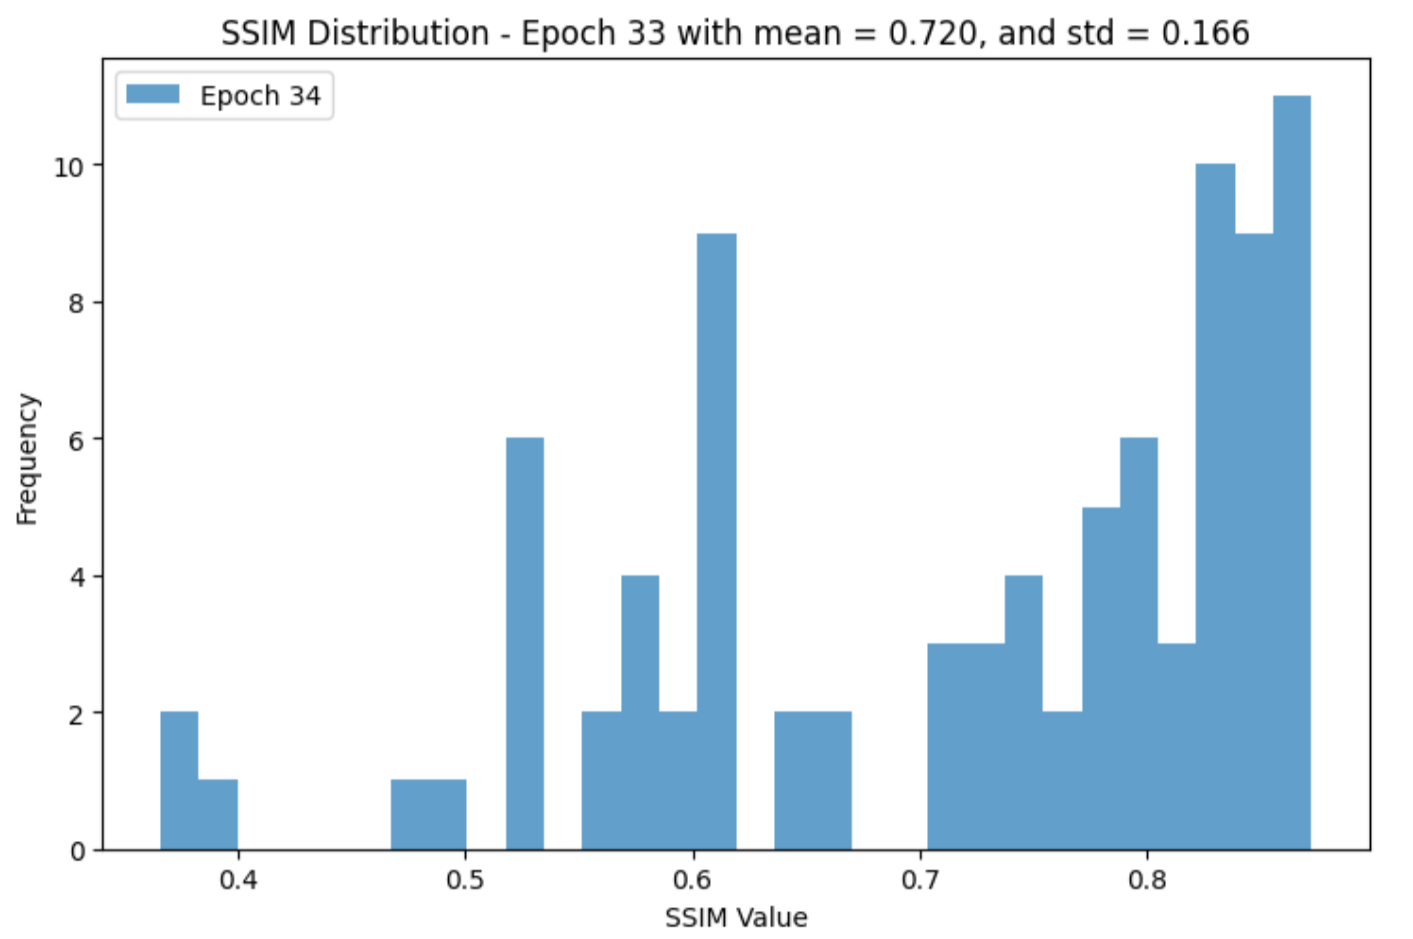 SSIM Distribution - Epoch 33 with mean = 0.720, and std = 0.166
Epoch 34
Frequency
10
8
6
4
2
0
0.4 0.5 0.6 0.7 0.8
SSIM Value